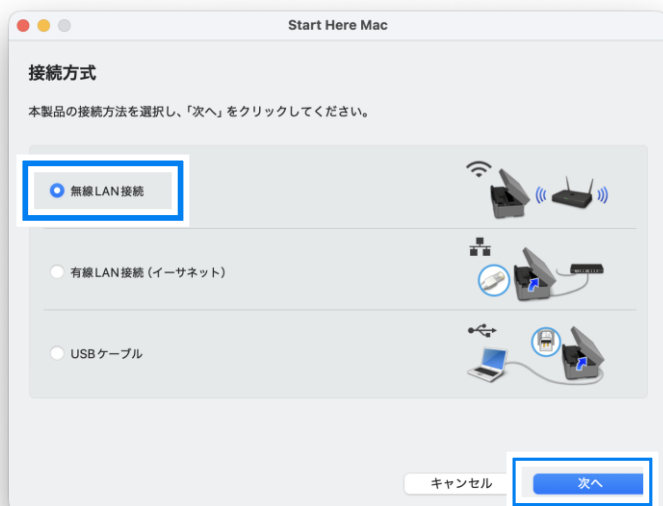 Start Here Mac
接続方式
本製品の接続方法を選択し、「次へ」をクリックしてください。
無線LAN接続
有線LAN接続（イーサネット）
USBケーブル
キャンセル
次へ